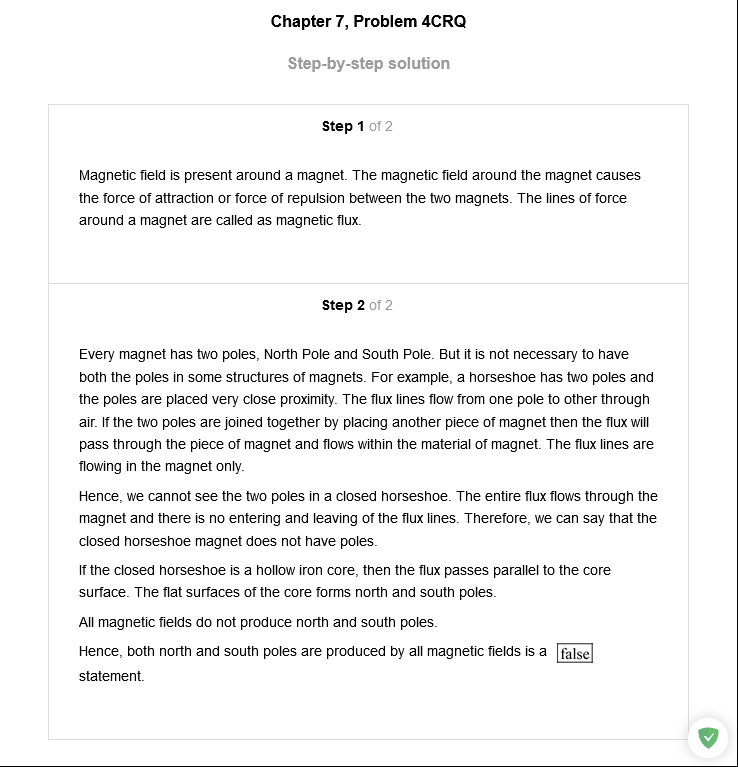 Chapter 7, Problem 4CRQ
Step-by-step solution
Step 1 of 2
Magnetic field is present around a magnet. The magnetic field around the magnet causes
the force of attraction or force of repulsion between the two magnets. The lines of force
around a magnet are called as magnetic flux.
Step 2 of 2
Every magnet has two poles, North Pole and South Pole. But it is not necessary to have
both the poles in some structures of magnets. For example, a horseshoe has two poles and
the poles are placed very close proximity. The flux lines flow from one pole to other through
air. If the two poles are joined together by placing another piece of magnet then the flux will
pass through the piece of magnet and flows within the material of magnet. The flux lines are
flowing in the magnet only.
Hence, we cannot see the two poles in a closed horseshoe. The entire flux flows through the
magnet and there is no entering and leaving of the flux lines. Therefore, we can say that the
closed horseshoe magnet does not have poles.
If the closed horseshoe is a hollow iron core, then the flux passes parallel to the core
surface. The flat surfaces of the core forms north and south poles.
All magnetic fields do not produce north and south poles.
Hence, both north and south poles are produced by all magnetic fields is a false
statement.